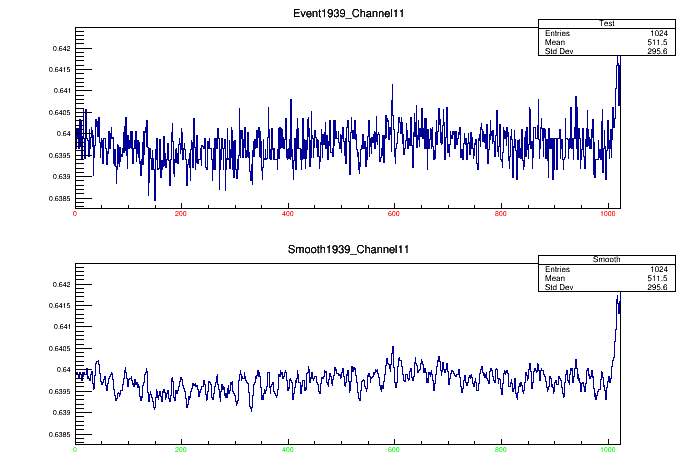 Event1939_Channel11
Test
Entries 1024
Mean 511.5
Std Dev 295.6
0.642
0.6415
0.641
0.6405
0.64
0.6395
0.639
0.6385
0 200 400 600 800 1000
Smooth1939_Channel11
Smooth
Entries 1024
Mean 511.5
Std Dev 295.6
0.642
0.6415
0.641
0.6405
0.64
0.6395
0.639
0.6385
0 200 400 600 800 1000